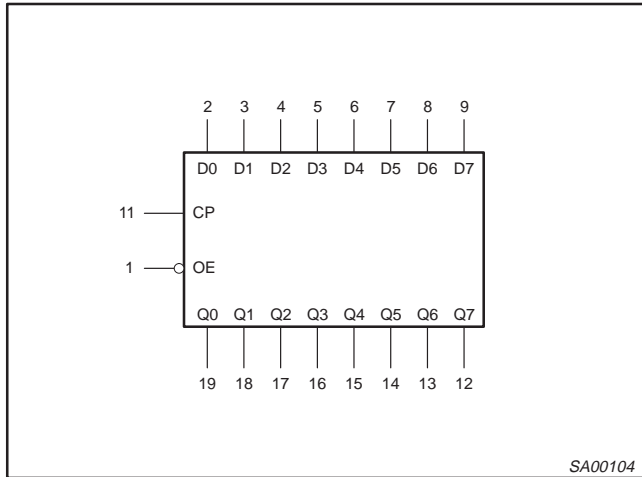 2 3 4 5 6 7 8 9
D0 D1 D2 D3 D4 D5 D6 D7
11 CP
1 OE
Q0 Q1 Q2 Q3 Q4 Q5 Q6 Q7
19 18 17 16 15 14 13 12
SA00104